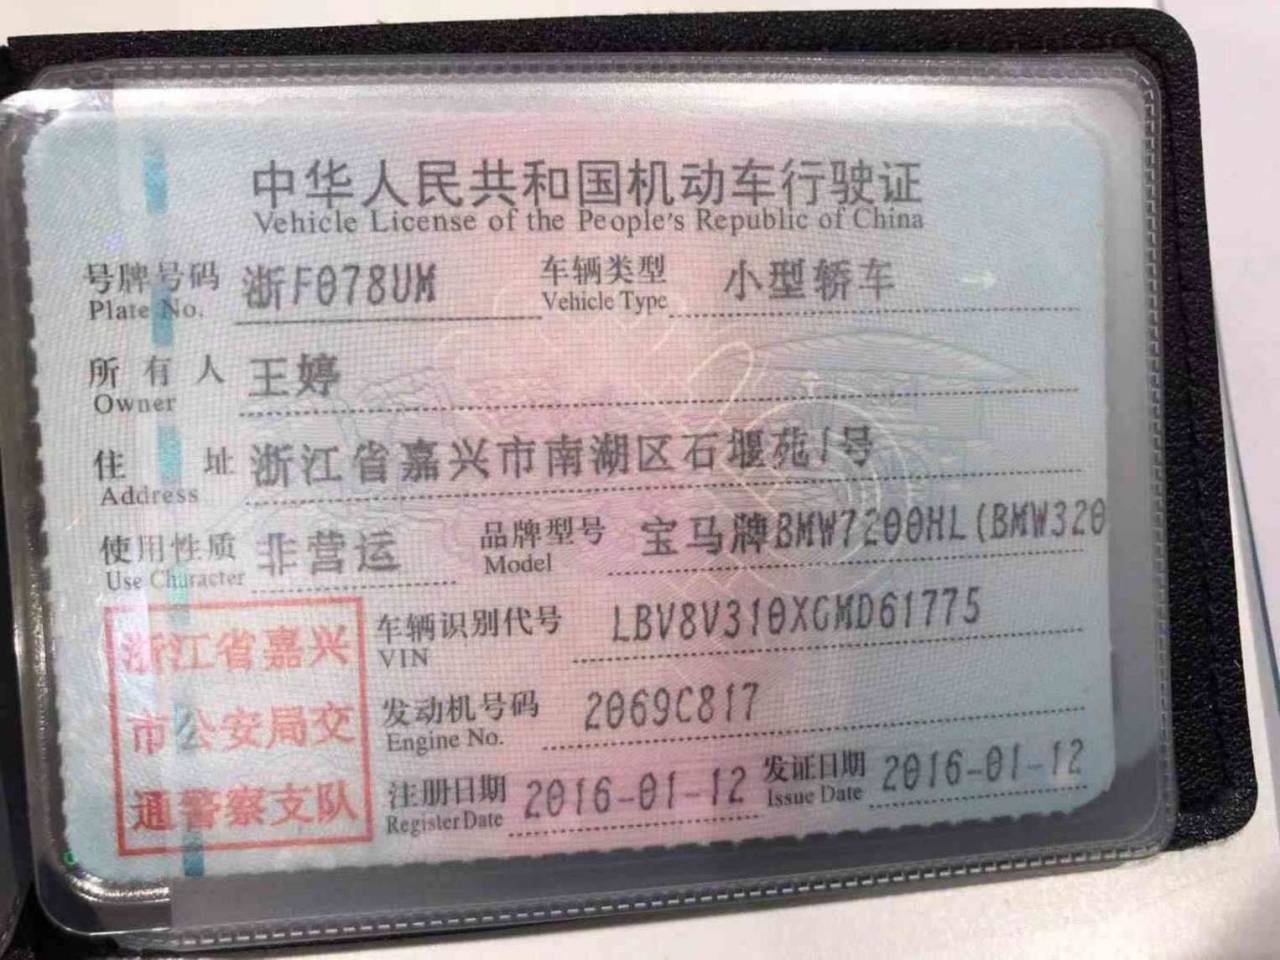 中华人民共和国机动车行驶证
Vehicle License of the People's Republic of China
号牌号码 浙F078UM 车辆类型 小型轿车
Plate No. Vehicle Type
所有人 王婷
Owner
住址 浙江省嘉兴市南湖区石堰苑1号
Address
使用性质 非营运 品牌型号 宝马牌BMW7200HL(BMW320
Use Character Model
浙江省嘉兴
市公安局交
通警察支队
车辆识别代号 LBV8V310XGMD61775
VIN
发动机号码 2069C817
Engine No.
注册日期 2016-01-12 发证日期 2016-01-12
Register Date Issue Date